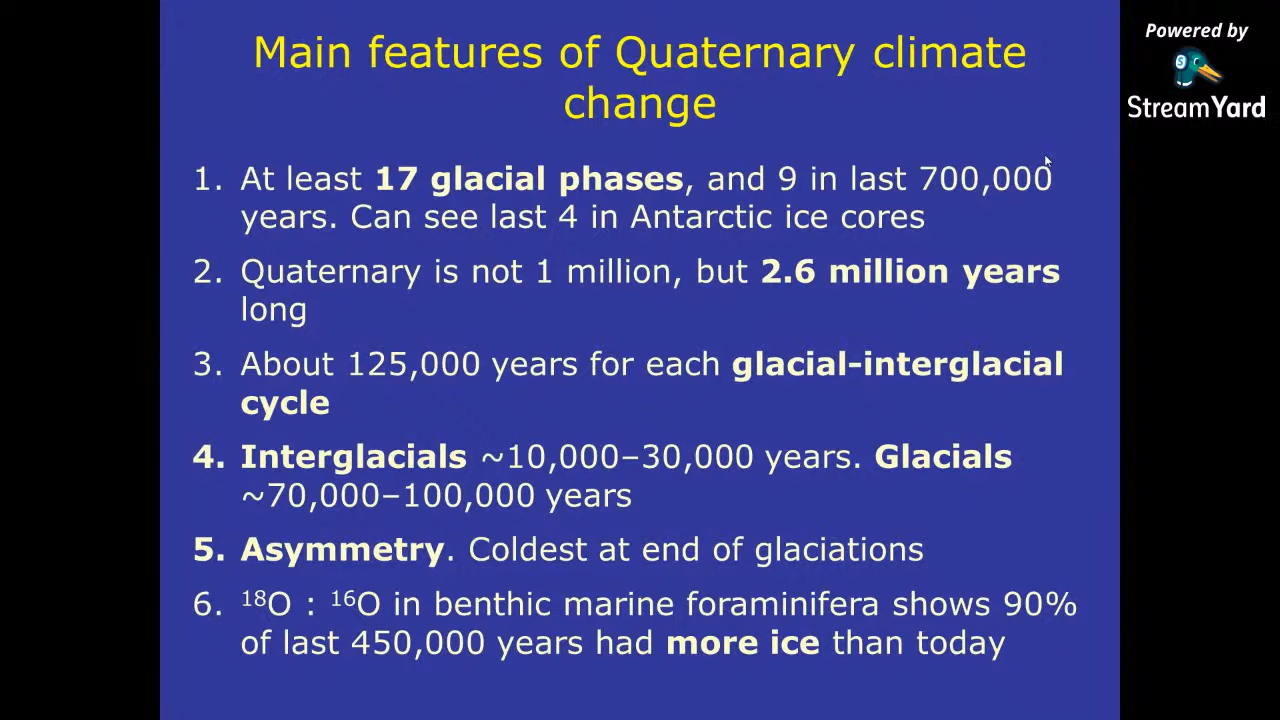 Main features of Quaternary climate
change
Powered by
StreamYard
1. At least 17 glacial phases, and 9 in last 700,000
years. Can see last 4 in Antarctic ice cores
2. Quaternary is not 1 million, but 2.6 million years
long
3. About 125,000 years for each glacial-interglacial
cycle
4. Interglacials ~10,000–30,000 years. Glacials
~70,000–100,000 years
5. Asymmetry. Coldest at end of glaciations
6. ¹⁸O : ¹⁶O in benthic marine foraminifera shows 90%
of last 450,000 years had more ice than today